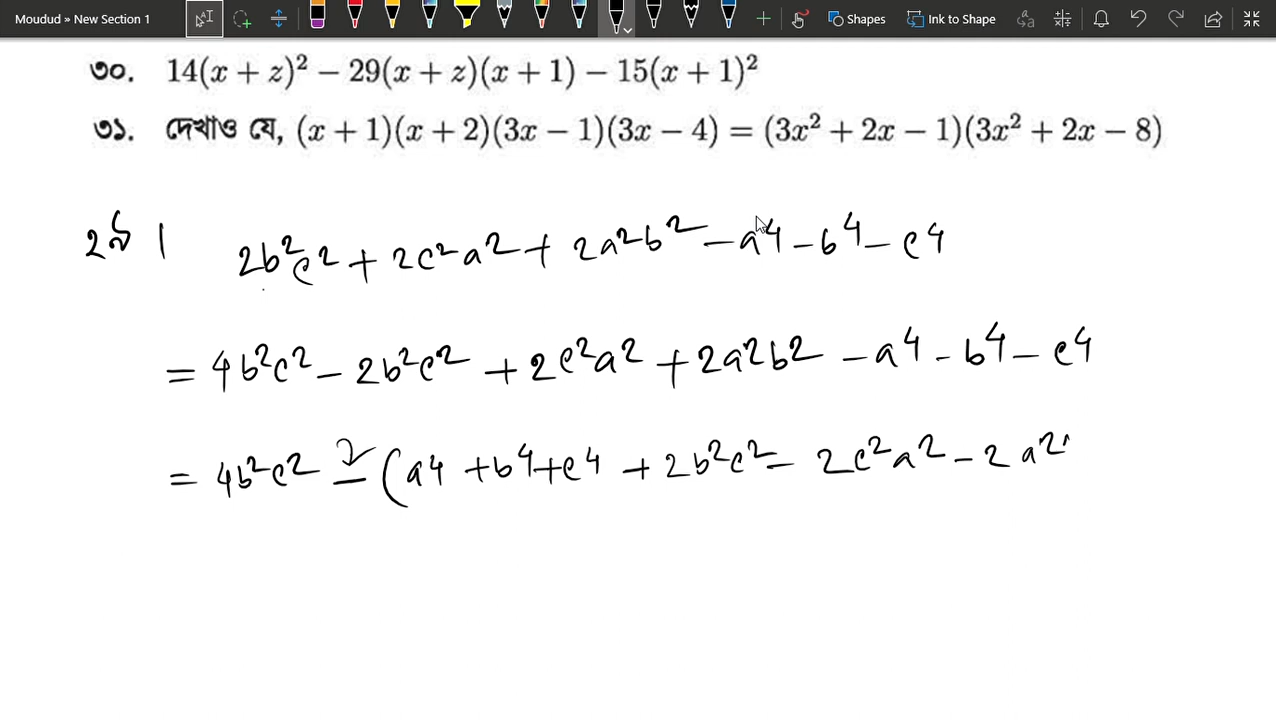 Moudud » New Section 1
Shapes
Ink to Shape
৩০. 14(x + z)² − 29(x + z)(x + 1) − 15(x + 1)²
৩১. দেখাও যে, (x + 1)(x + 2)(3x − 1)(3x − 4) = (3x² + 2x − 1)(3x² + 2x − 8)
2b²c² + 2c²a² + 2a²b² − a⁴ − b⁴ − c⁴
= 4b²c² − 2b²c² + 2c²a² + 2a²b² − a⁴ − b⁴ − c⁴
= 4b²c² − (a⁴ + b⁴ + c⁴ + 2b²c² − 2c²a² − 2a²